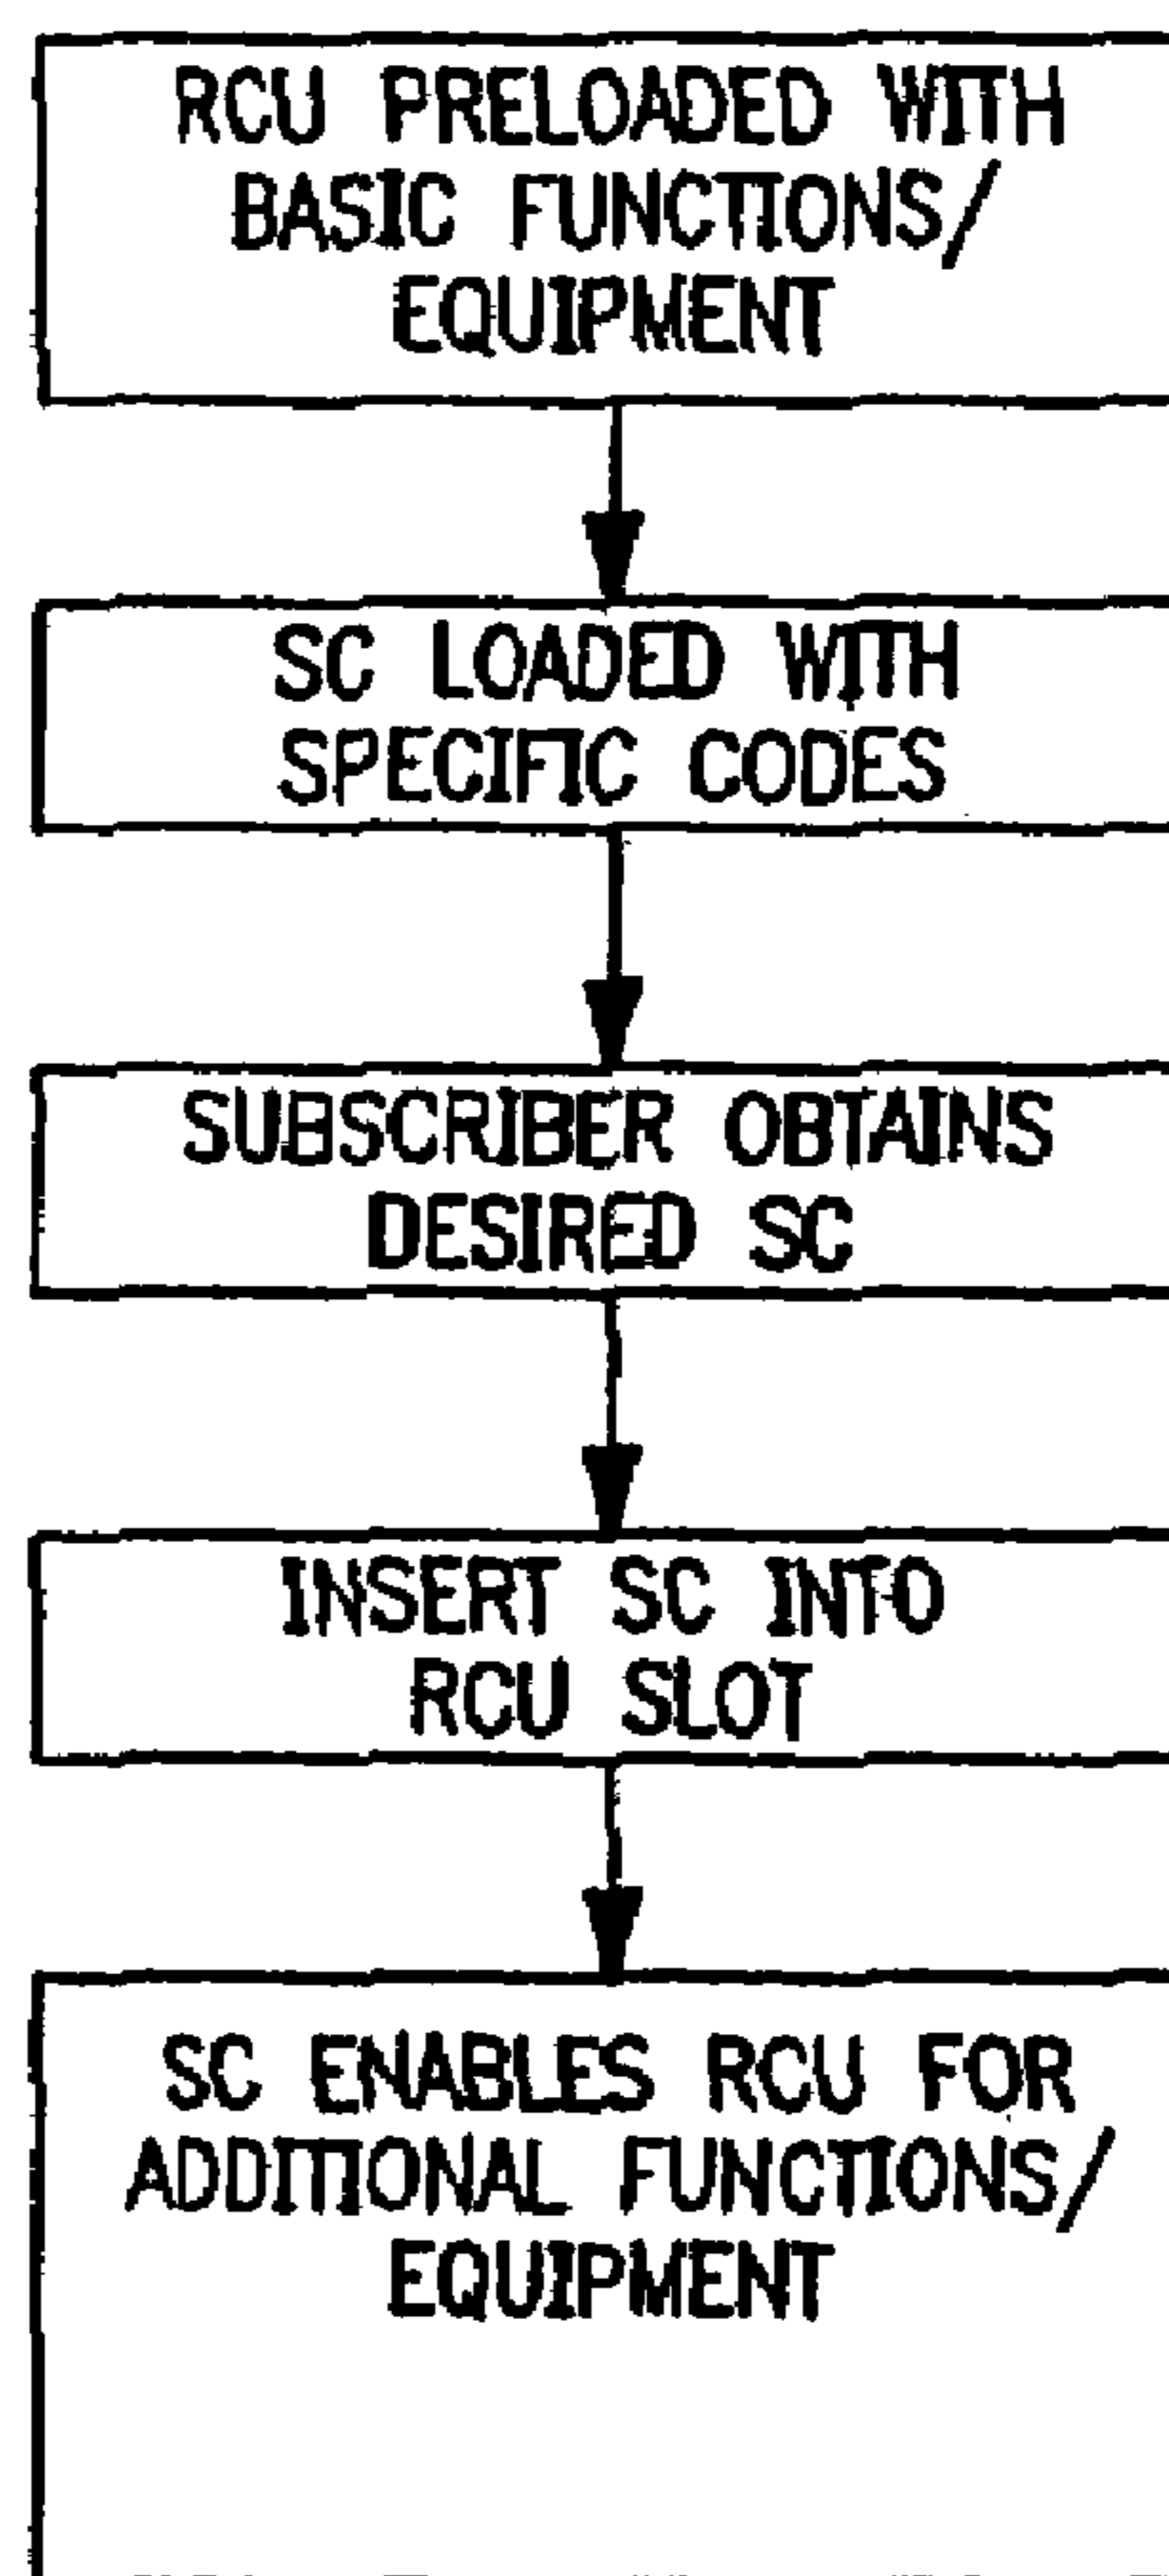 RCU PRELOADED WITH
BASIC FUNCTIONS/
EQUIPMENT
SC LOADED WITH
SPECIFIC CODES
SUBSCRIBER OBTAINS
DESIRED SC
INSERT SC INTO
RCU SLOT
SC ENABLES RCU FOR
ADDITIONAL FUNCTIONS/
EQUIPMENT